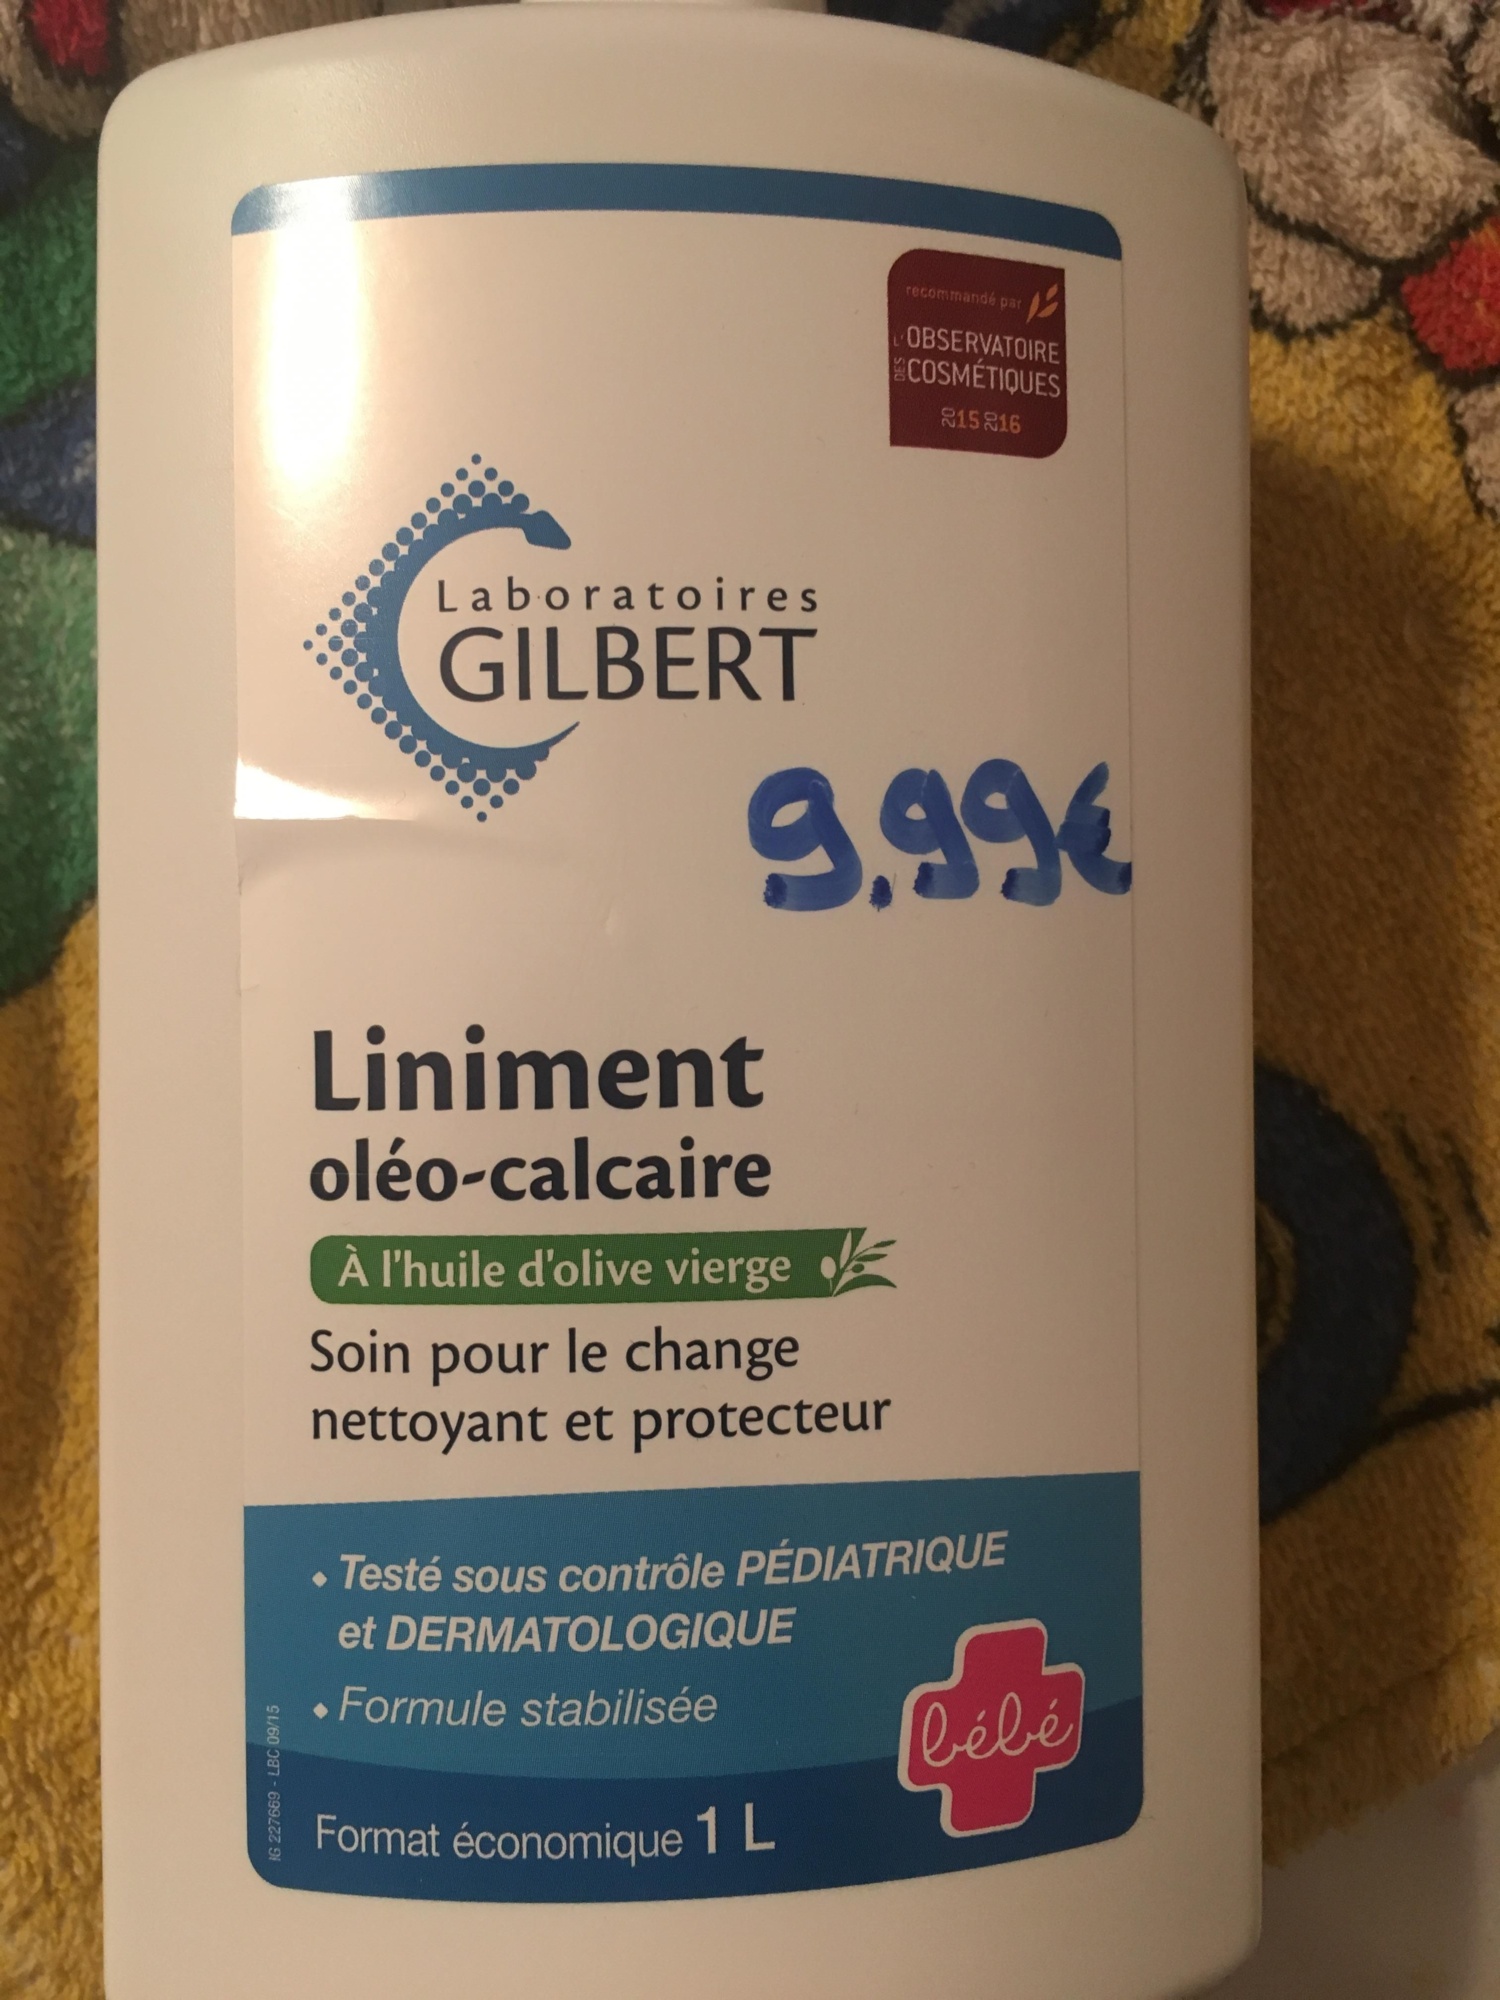 recommandé par
L'OBSERVATOIRE
DES COSMÉTIQUES
2015 2016
Laboratoires
GILBERT
9.99€
Liniment
oléo-calcaire
À l'huile d'olive vierge
Soin pour le change
nettoyant et protecteur
• Testé sous contrôle PÉDIATRIQUE
et DERMATOLOGIQUE
• Formule stabilisée
bébé
Format économique 1 L
IG 227669 - LBC 09/15